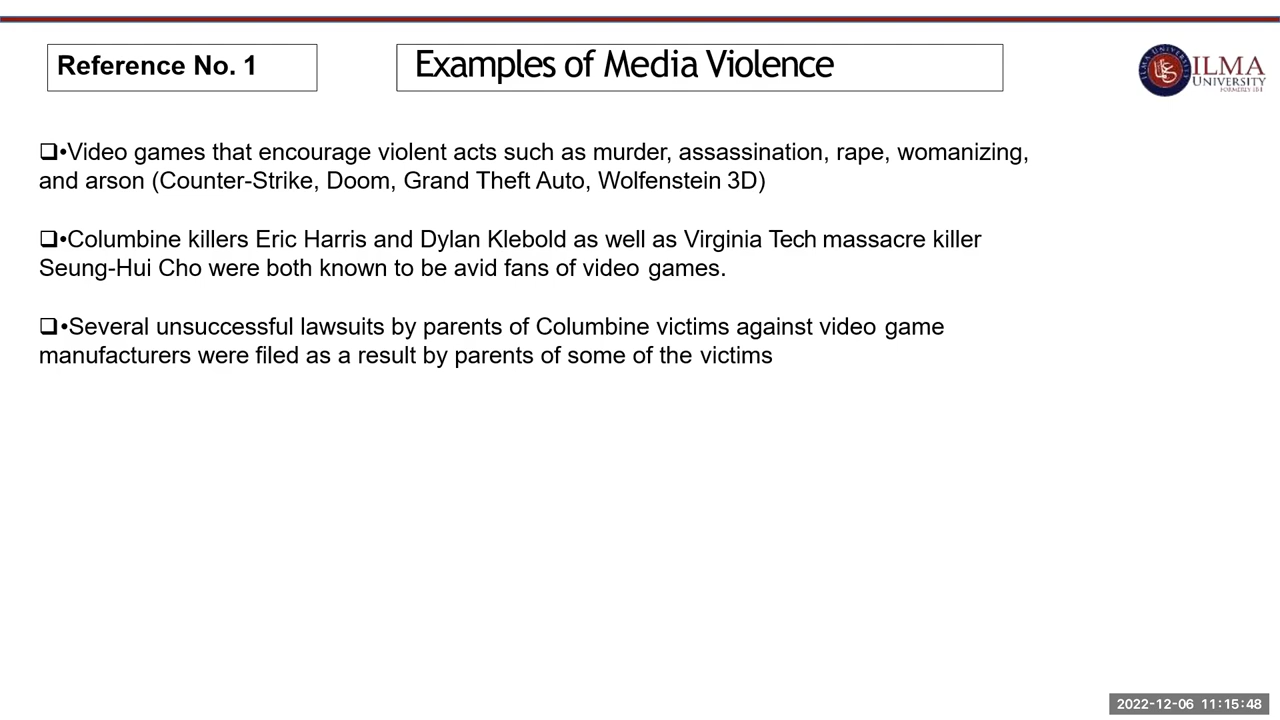 Reference No. 1
Examples of Media Violence
ILMA
UNIVERSITY
FORMERLY IBT
❑•Video games that encourage violent acts such as murder, assassination, rape, womanizing,
and arson (Counter-Strike, Doom, Grand Theft Auto, Wolfenstein 3D)
❑•Columbine killers Eric Harris and Dylan Klebold as well as Virginia Tech massacre killer
Seung-Hui Cho were both known to be avid fans of video games.
❑•Several unsuccessful lawsuits by parents of Columbine victims against video game
manufacturers were filed as a result by parents of some of the victims
2022-12-06 11:15:48